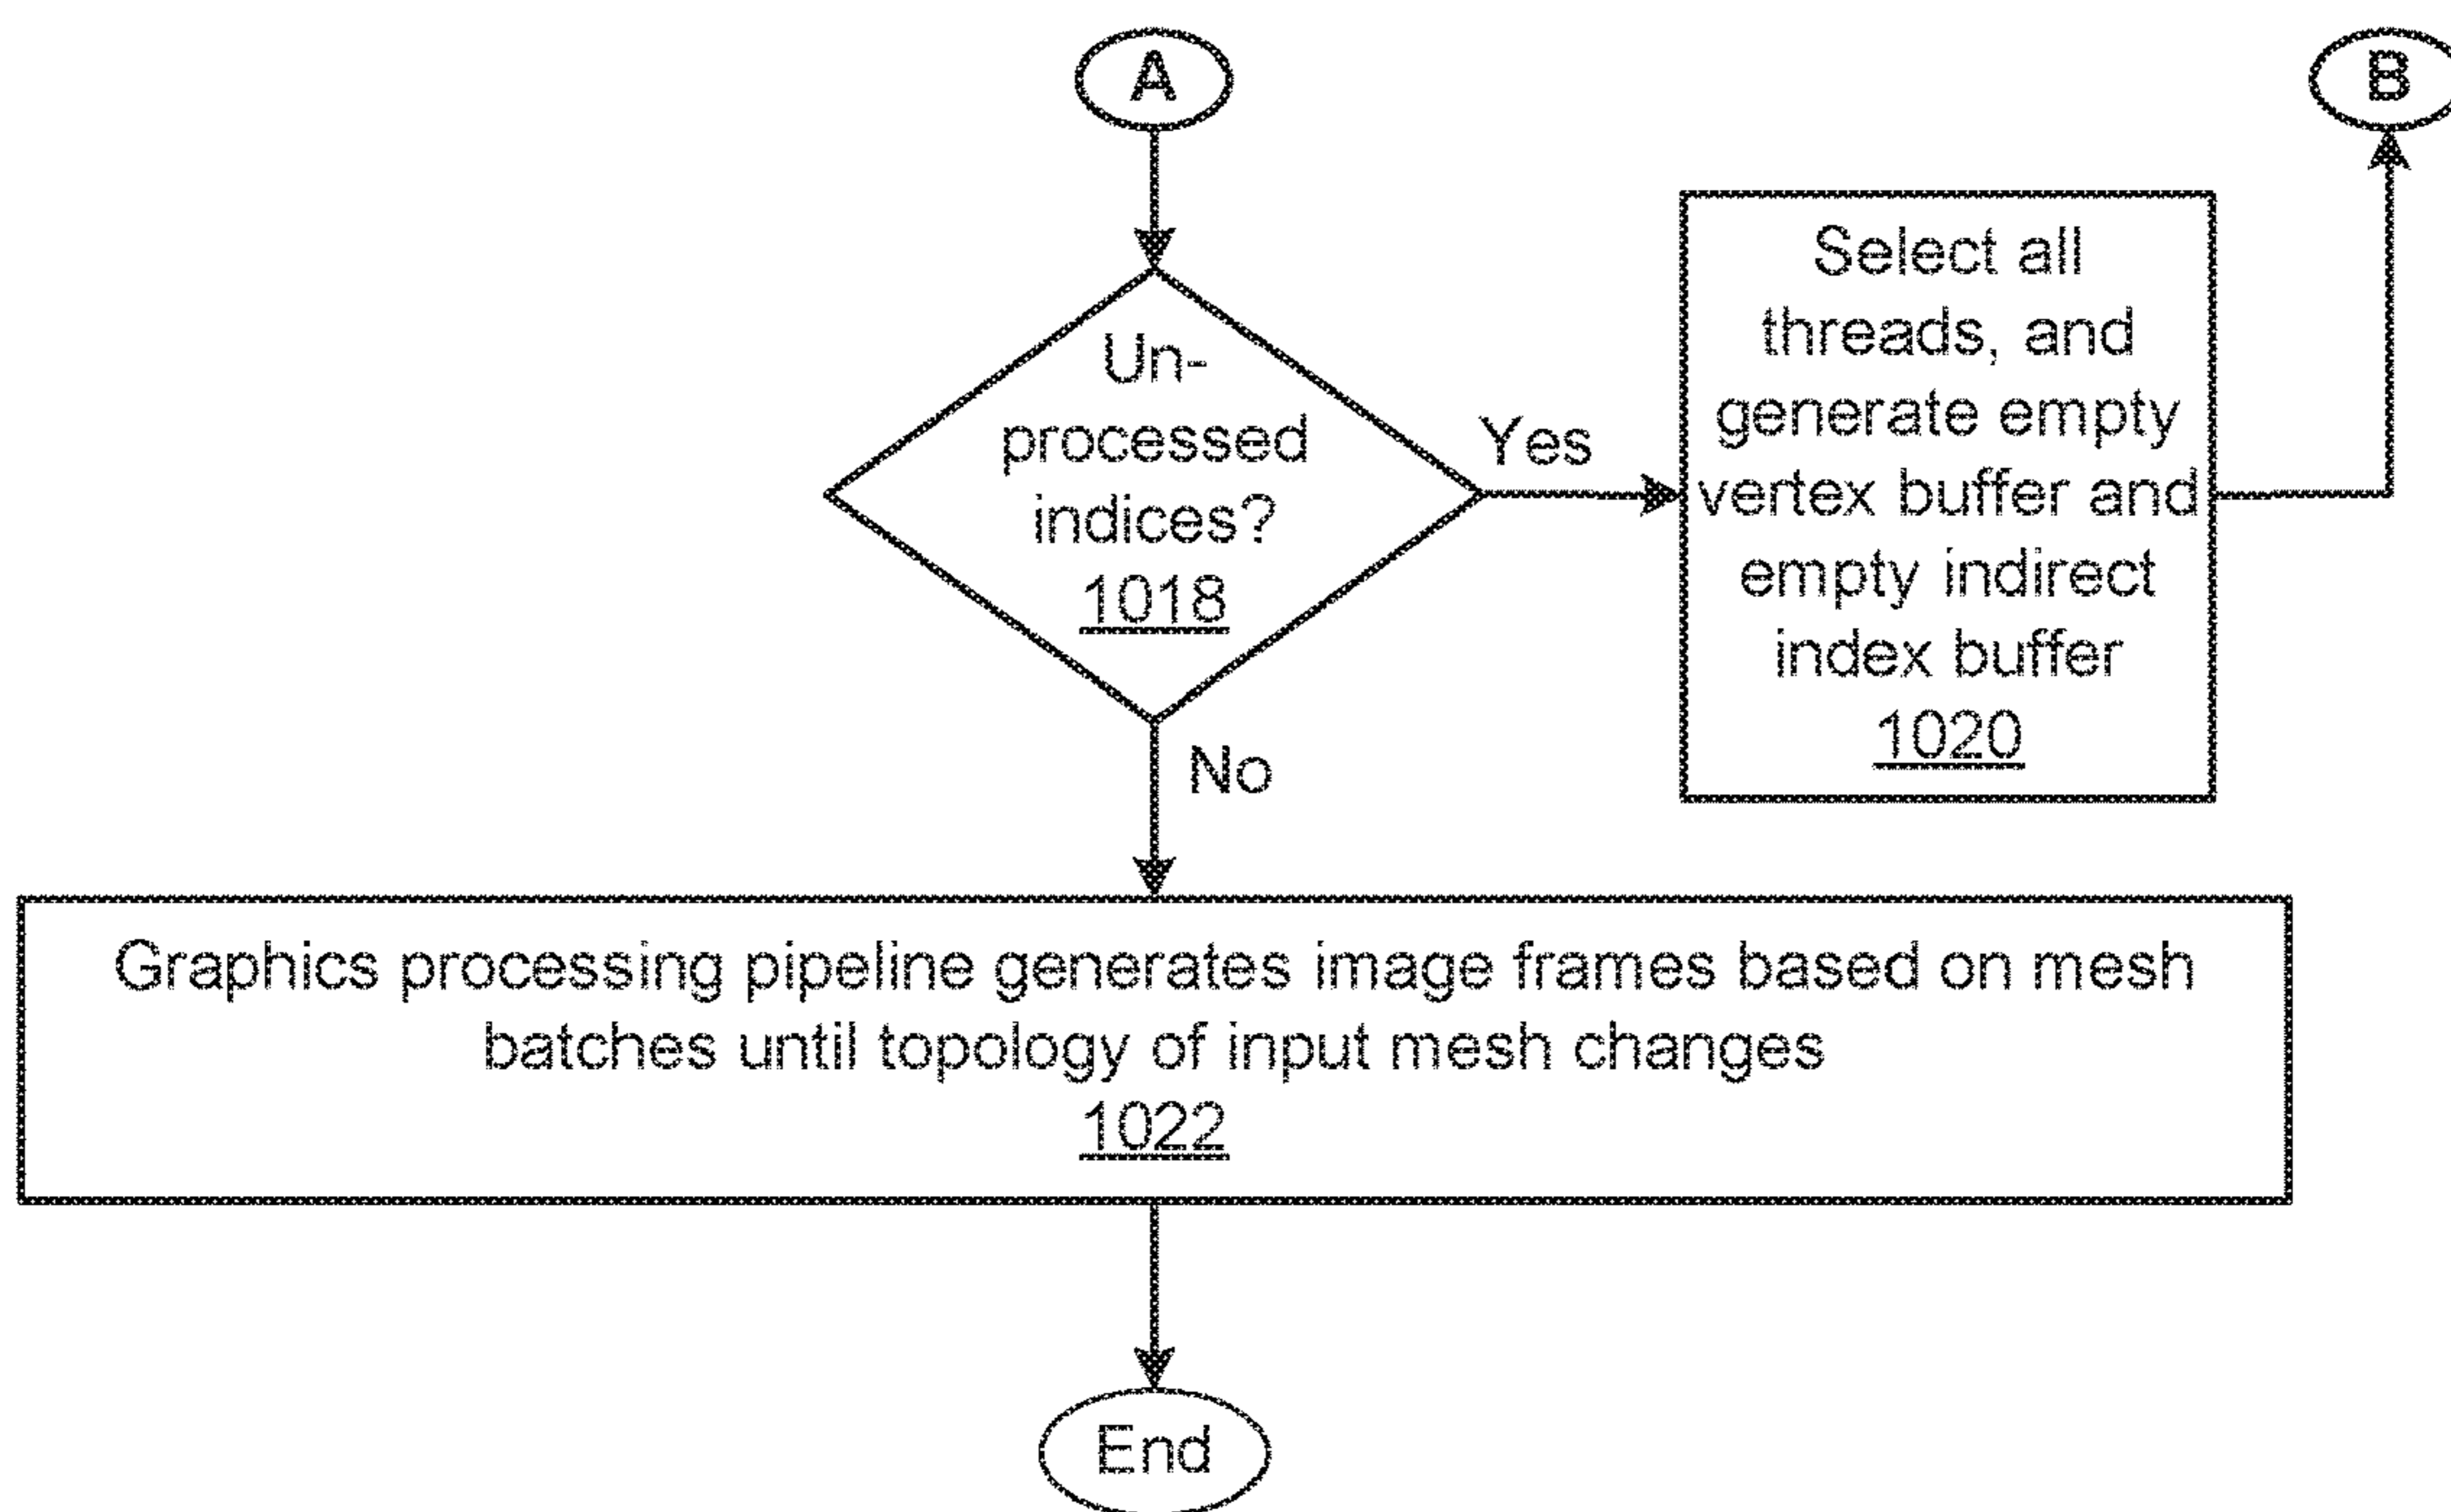 A
B
Un-
processed
indices?
1018
Yes
Select all
threads, and
generate empty
vertex buffer and
empty indirect
index buffer
1020
No
Graphics processing pipeline generates image frames based on mesh
batches until topology of input mesh changes
1022
End